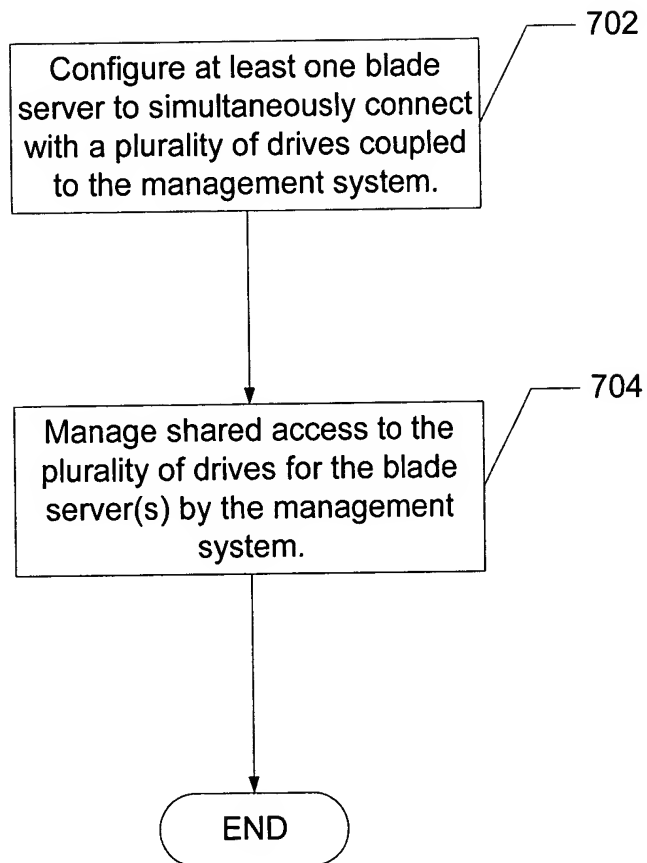 702
Configure at least one blade
server to simultaneously connect
with a plurality of drives coupled
to the management system.
704
Manage shared access to the
plurality of drives for the blade
server(s) by the management
system.
END